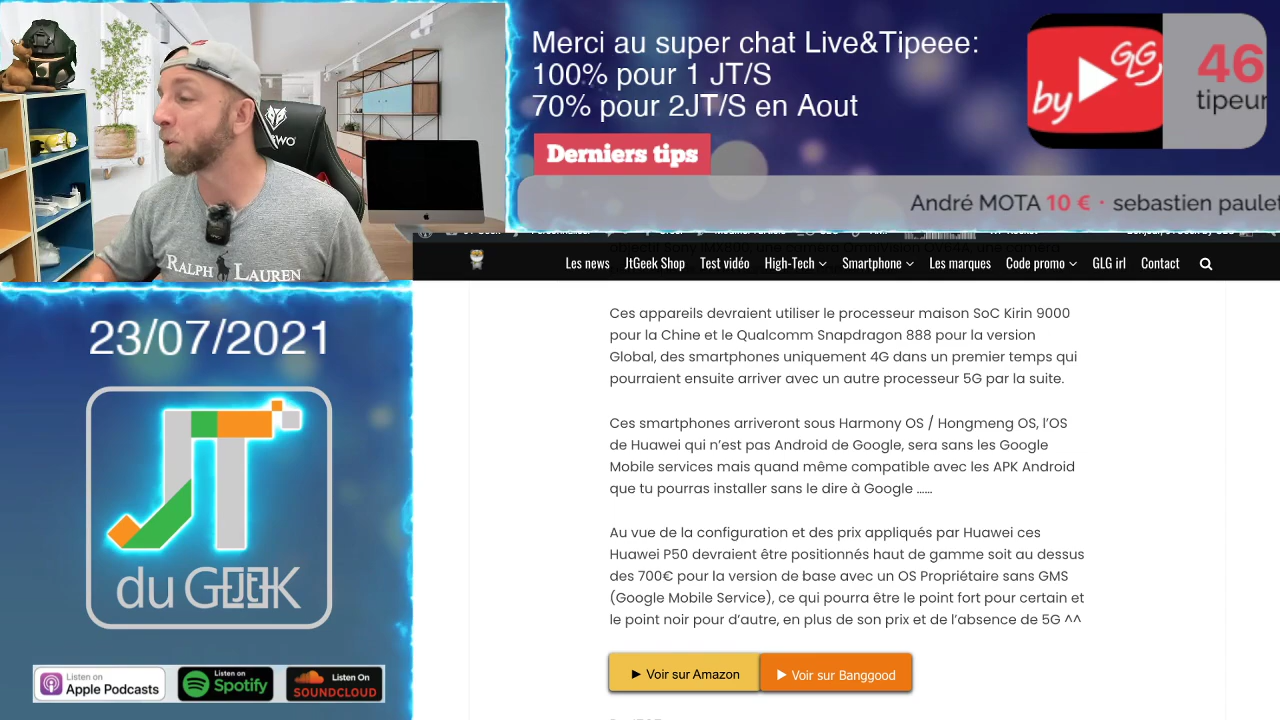 Merci au super chat Live&Tipeee:
100% pour 1 JT/S
70% pour 2JT/S en Aout
Derniers tips
by
GLG
46
tipeur
André MOTA 10 € · sebastien paulet
RALPH LAUREN
Les news
JtGeek Shop
Test vidéo
High-Tech
Smartphone
Les marques
Code promo
GLG irl
Contact
23/07/2021
JT
du GEEK
Listen on
Apple Podcasts
Listen on
Spotify
Listen On
SOUNDCLOUD
Ces appareils devraient utiliser le processeur maison SoC Kirin 9000
pour la Chine et le Qualcomm Snapdragon 888 pour la version
Global, des smartphones uniquement 4G dans un premier temps qui
pourraient ensuite arriver avec un autre processeur 5G par la suite.
Ces smartphones arriveront sous Harmony OS / Hongmeng OS, l’OS
de Huawei qui n’est pas Android de Google, sera sans les Google
Mobile services mais quand même compatible avec les APK Android
que tu pourras installer sans le dire à Google ……
Au vue de la configuration et des prix appliqués par Huawei ces
Huawei P50 devraient être positionnés haut de gamme soit au dessus
des 700€ pour la version de base avec un OS Propriétaire sans GMS
(Google Mobile Service), ce qui pourra être le point fort pour certain et
le point noir pour d’autre, en plus de son prix et de l’absence de 5G ^^
► Voir sur Amazon
► Voir sur Banggood